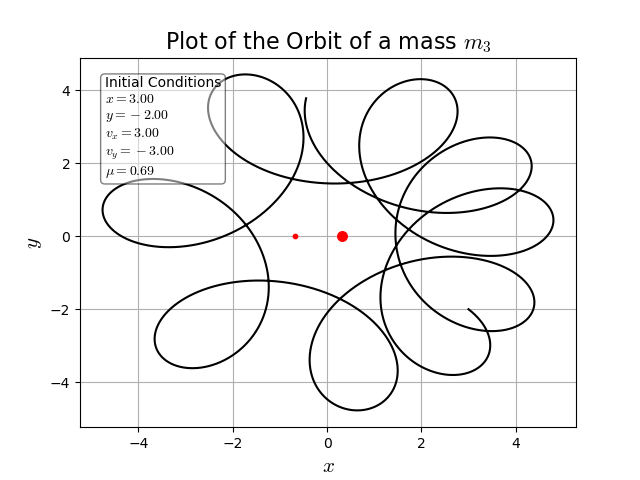 Plot of the Orbit of a mass m₃
Initial Conditions
x = 3.00
y = −2.00
vₓ = 3.00
v_y = −3.00
μ = 0.69
4
2
0
−2
−4
y
−4
−2
0
2
4
x